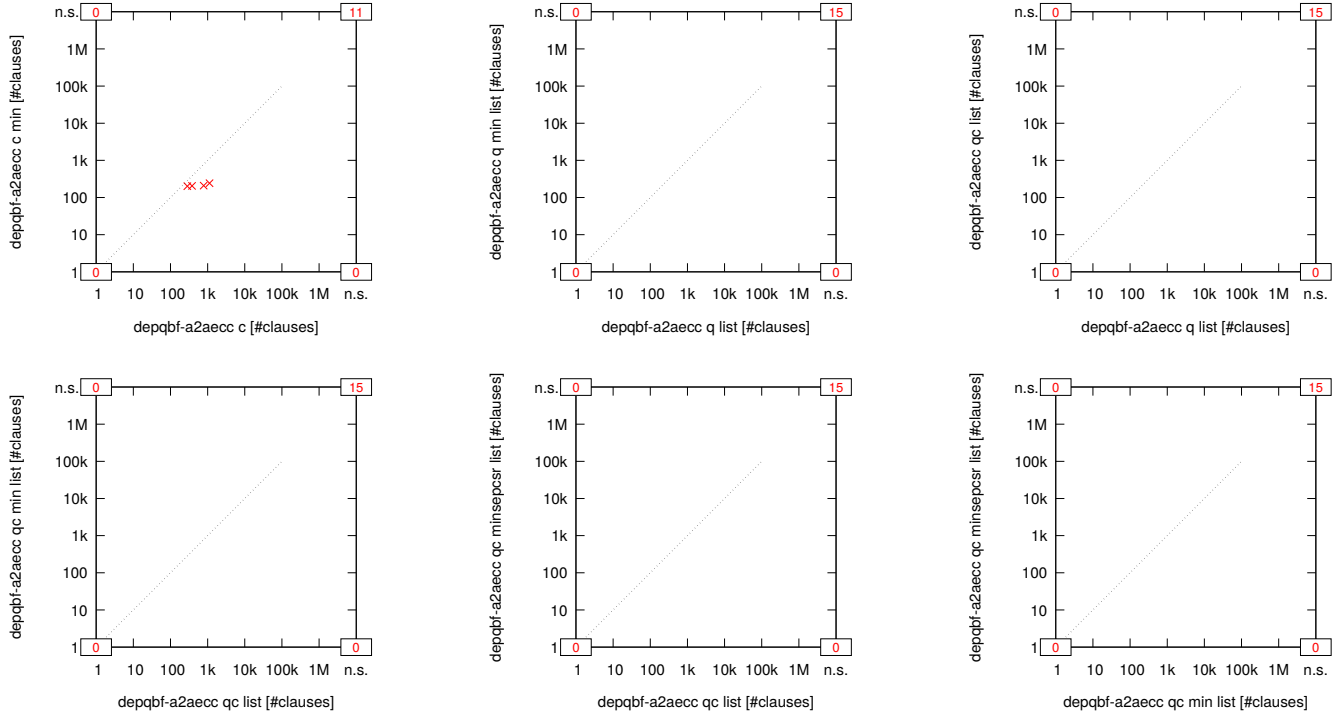 n.s. 0 11
1M
100k
10k
1k
100
10
1 0 0
1 10 100 1k 10k 100k 1M n.s.
depqbf-a2aecc c min [#clauses]
depqbf-a2aecc c [#clauses]
n.s. 0 15
1M
100k
10k
1k
100
10
1 0 0
1 10 100 1k 10k 100k 1M n.s.
depqbf-a2aecc q min list [#clauses]
depqbf-a2aecc q list [#clauses]
n.s. 0 15
1M
100k
10k
1k
100
10
1 0 0
1 10 100 1k 10k 100k 1M n.s.
depqbf-a2aecc qc list [#clauses]
depqbf-a2aecc q list [#clauses]
n.s. 0 15
1M
100k
10k
1k
100
10
1 0 0
1 10 100 1k 10k 100k 1M n.s.
depqbf-a2aecc qc min list [#clauses]
depqbf-a2aecc qc list [#clauses]
n.s. 0 15
1M
100k
10k
1k
100
10
1 0 0
1 10 100 1k 10k 100k 1M n.s.
depqbf-a2aecc qc minsepcsr list [#clauses]
depqbf-a2aecc qc list [#clauses]
n.s. 0 15
1M
100k
10k
1k
100
10
1 0 0
1 10 100 1k 10k 100k 1M n.s.
depqbf-a2aecc qc minsepcsr list [#clauses]
depqbf-a2aecc qc min list [#clauses]